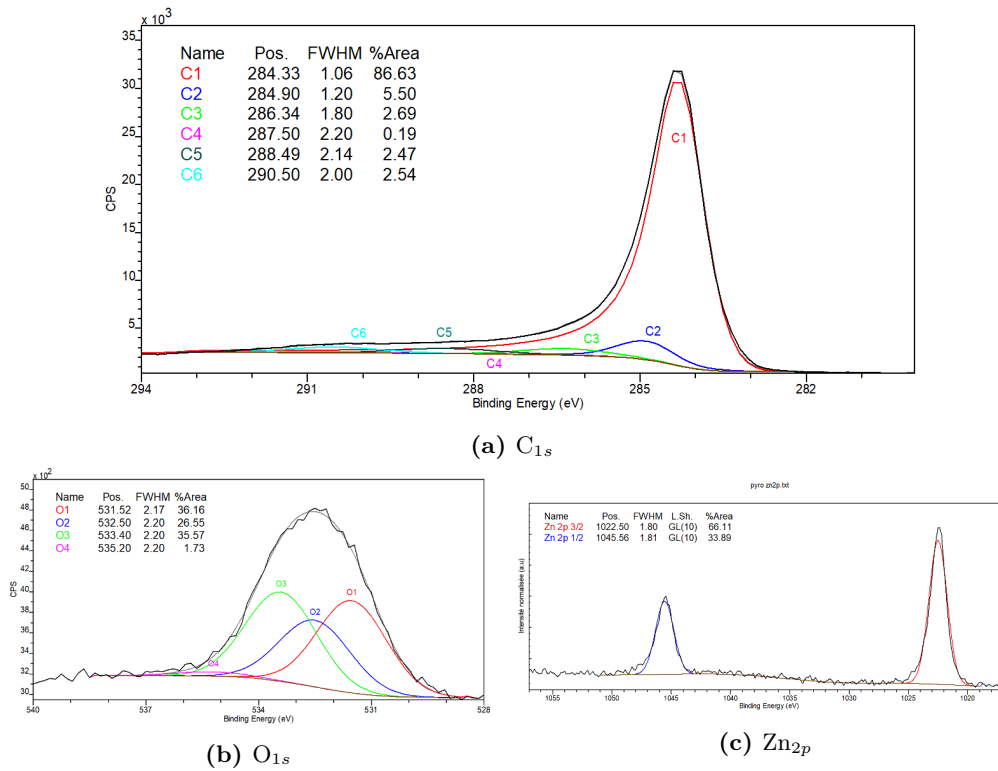 x 10³
35
30
25
20
15
10
5
CPS
Name Pos. FWHM %Area
C1 284.33 1.06 86.63
C2 284.90 1.20 5.50
C3 286.34 1.80 2.69
C4 287.50 2.20 0.19
C5 288.49 2.14 2.47
C6 290.50 2.00 2.54
C1
C6 C5 C3 C2
C4
294 291 288 285 282
Binding Energy (eV)
(a) C1s
x 10²
50
48
46
44
42
40
38
36
34
32
30
CPS
Name Pos. FWHM %Area
O1 531.52 2.17 36.16
O2 532.50 2.20 26.55
O3 533.40 2.20 35.57
O4 535.20 2.20 1.73
O3 O1
O2
O4
540 537 534 531 528
Binding Energy (eV)
(b) O1s
pyro zn2p.txt
Intensité normalisée (a.u)
Name Pos. FWHM L.Sh. %Area
Zn 2p 3/2 1022.50 1.80 GL(10) 66.11
Zn 2p 1/2 1045.56 1.81 GL(10) 33.89
1055 1050 1045 1040 1035 1030 1025 1020
Binding Energy (eV)
(c) Zn2p